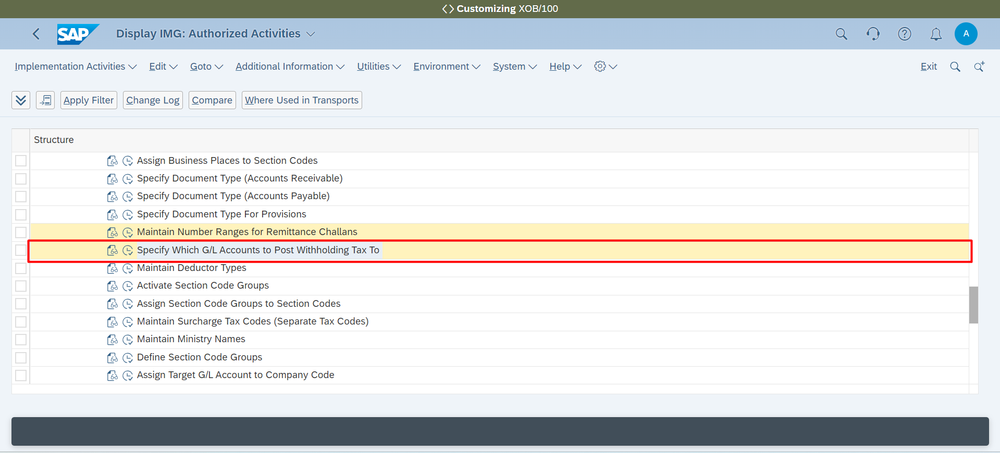 Customizing XOB/100
SAP Display IMG: Authorized Activities A
Implementation Activities Edit Goto Additional Information Utilities Environment System Help Exit
Apply Filter Change Log Compare Where Used in Transports
Structure
Assign Business Places to Section Codes
Specify Document Type (Accounts Receivable)
Specify Document Type (Accounts Payable)
Specify Document Type For Provisions
Maintain Number Ranges for Remittance Challans
Specify Which G/L Accounts to Post Withholding Tax To
Maintain Deductor Types
Activate Section Code Groups
Assign Section Code Groups to Section Codes
Maintain Surcharge Tax Codes (Separate Tax Codes)
Maintain Ministry Names
Define Section Code Groups
Assign Target G/L Account to Company Code